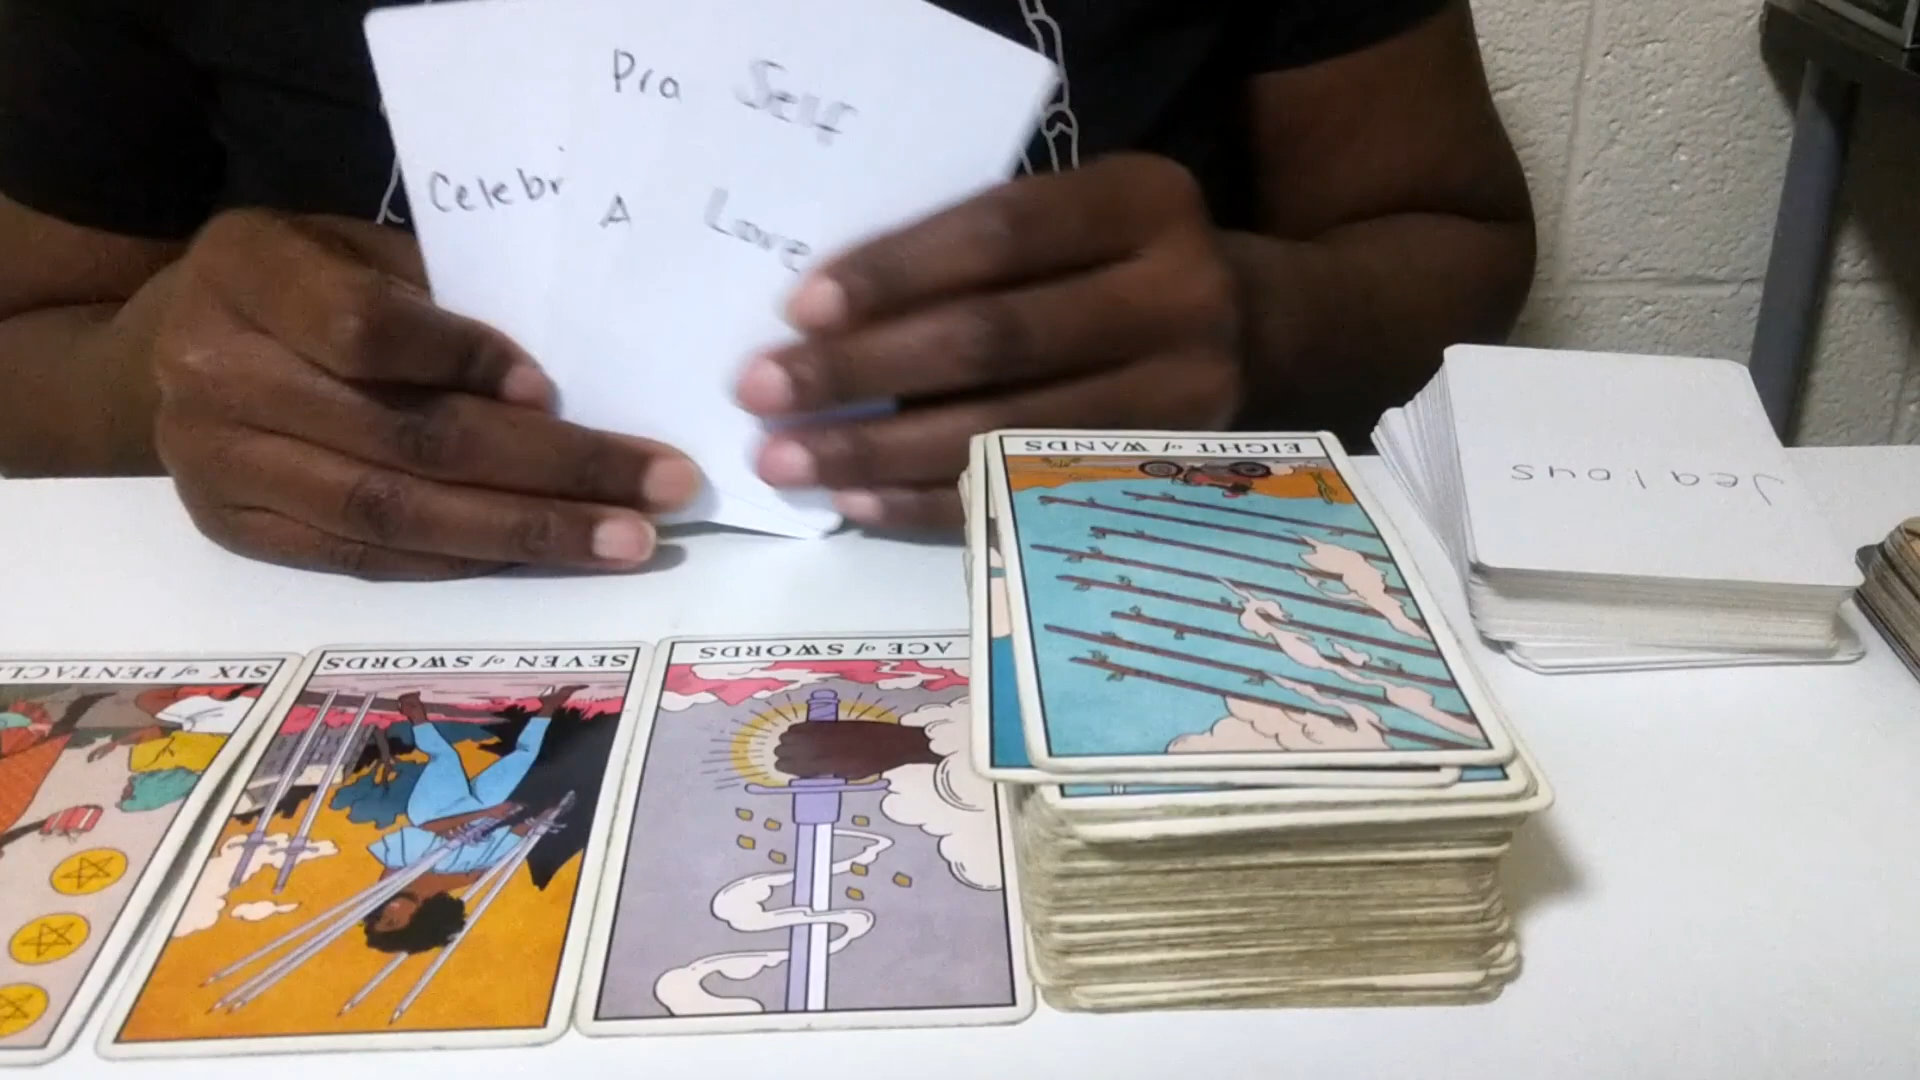 Pra
Self
Celebr
A
Love
Jealous
EIGHT of WANDS
SIX of PENTACL
SEVEN of SWORDS
ACE of SWORDS